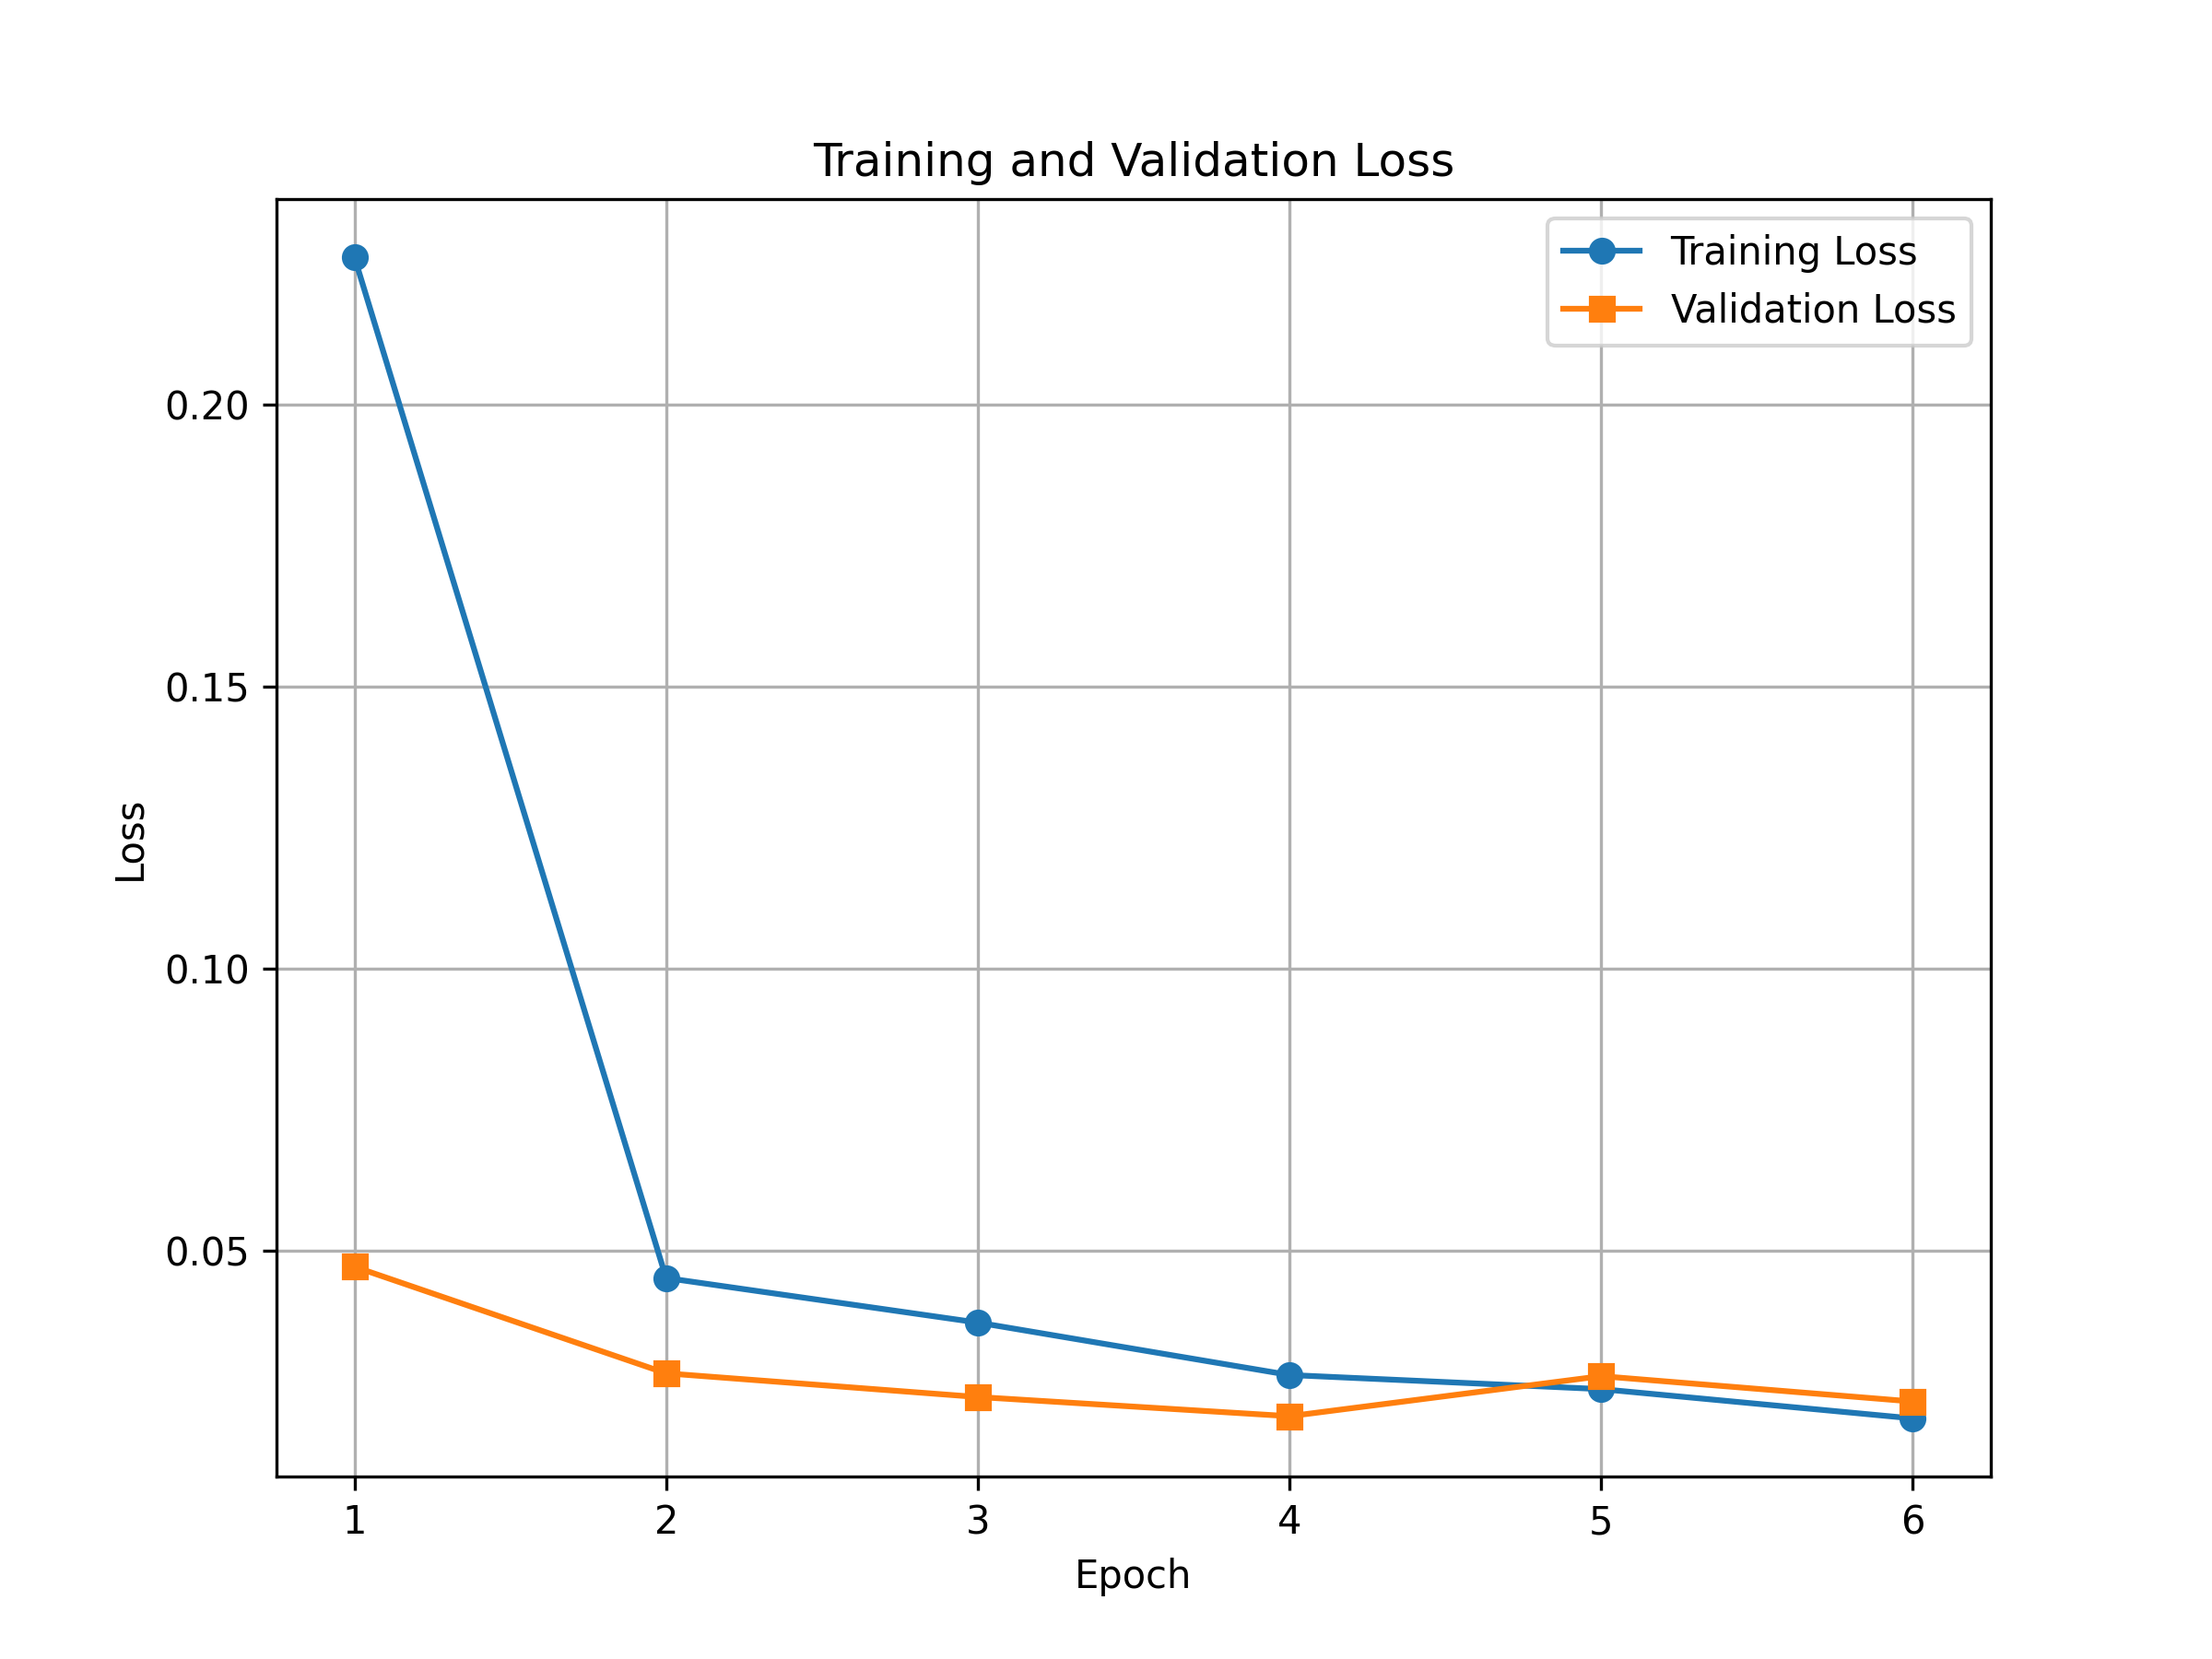 Training and Validation Loss
Training Loss
Validation Loss
0.20
0.15
0.10
0.05
Loss
1 2 3 4 5 6
Epoch